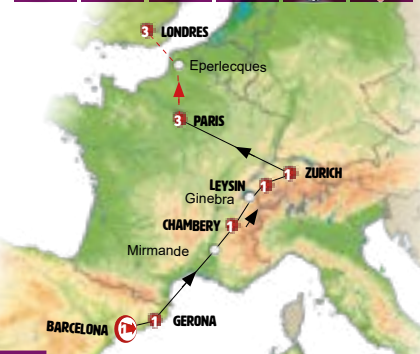 3 LONDRES
Eperlecques
3 PARIS
1 ZURICH
LEYSIN 1
Ginebra
CHAMBERY 1
Mirmande
BARCELONA
1 GERONA